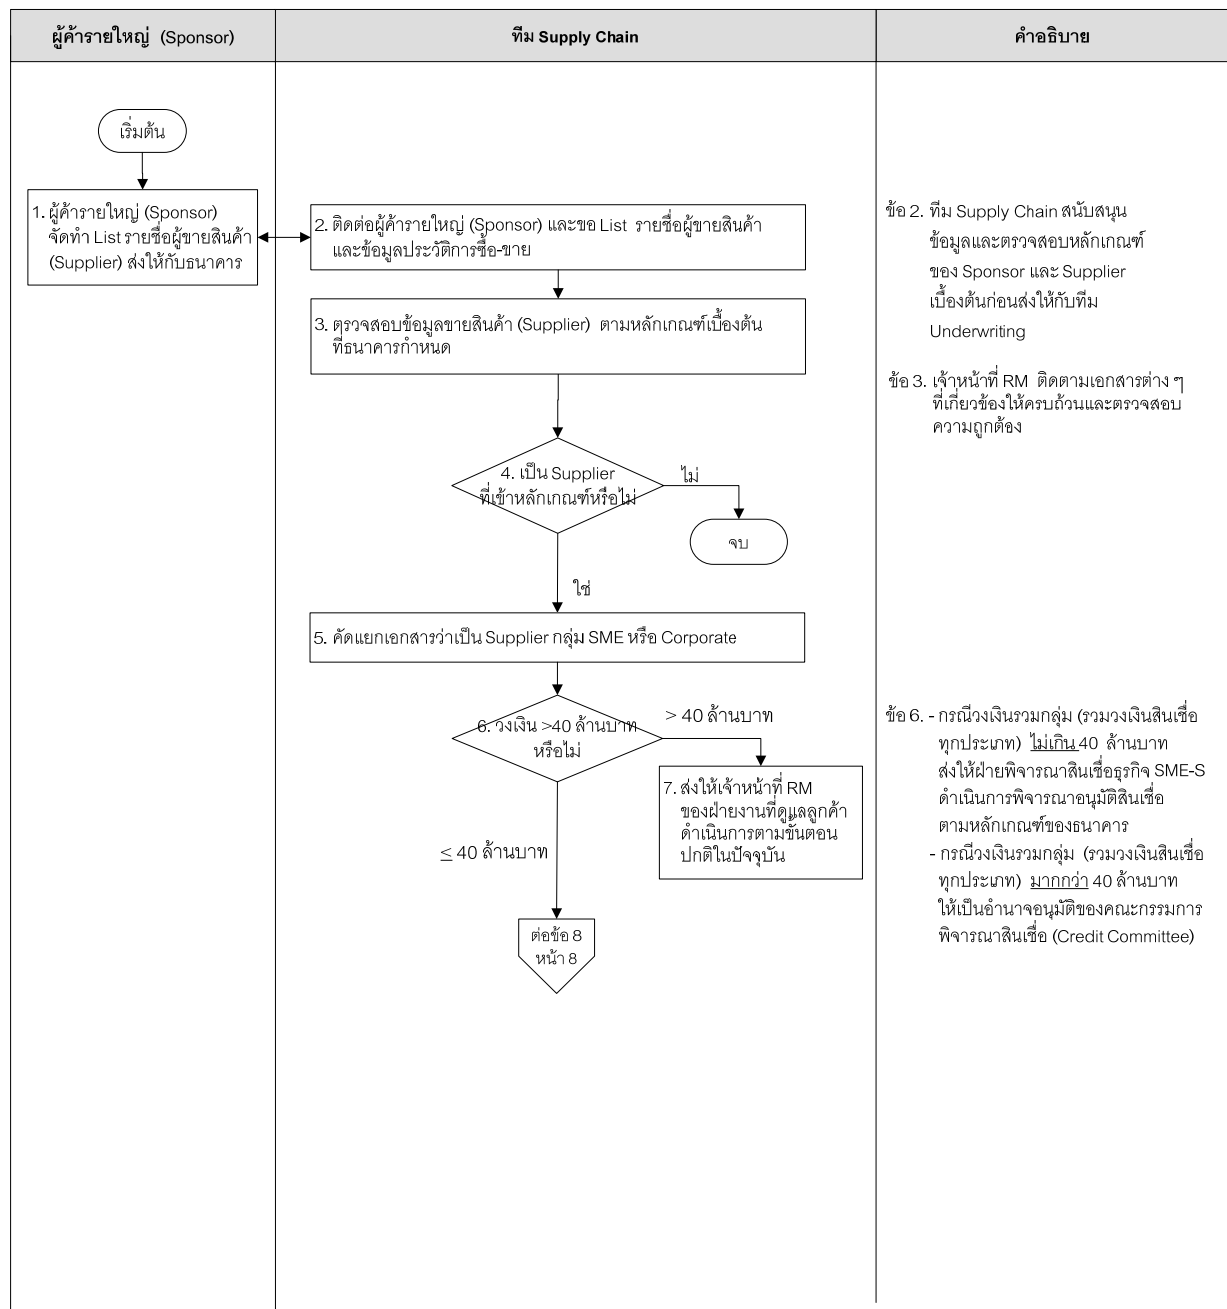 ผู้ค้ารายใหญ่ (Sponsor)
ทีม Supply Chain
คำอธิบาย
เริ่มต้น
1. ผู้ค้ารายใหญ่ (Sponsor)
จัดทำ List รายชื่อผู้ขายสินค้า
(Supplier) ส่งให้กับธนาคาร
2. ติดต่อผู้ค้ารายใหญ่ (Sponsor) และขอ List รายชื่อผู้ขายสินค้า
และข้อมูลประวัติการซื้อ-ขาย
3. ตรวจสอบข้อมูลขายสินค้า (Supplier) ตามหลักเกณฑ์เบื้องต้น
ที่ธนาคารกำหนด
4. เป็น Supplier
ที่เข้าหลักเกณฑ์หรือไม่
ไม่
จบ
ใช่
5. คัดแยกเอกสารว่าเป็น Supplier กลุ่ม SME หรือ Corporate
6. วงเงิน >40 ล้านบาท
หรือไม่
> 40 ล้านบาท
7. ส่งให้เจ้าหน้าที่ RM
ของฝ่ายงานที่ดูแลลูกค้า
ดำเนินการตามขั้นตอน
ปกติในปัจจุบัน
≤ 40 ล้านบาท
ต่อข้อ 8
หน้า 8
ข้อ 2. ทีม Supply Chain สนับสนุน
ข้อมูลและตรวจสอบหลักเกณฑ์
ของ Sponsor และ Supplier
เบื้องต้นก่อนส่งให้กับทีม
Underwriting
ข้อ 3. เจ้าหน้าที่ RM ติดตามเอกสารต่าง ๆ
ที่เกี่ยวข้องให้ครบถ้วนและตรวจสอบ
ความถูกต้อง
ข้อ 6. - กรณีวงเงินรวมกลุ่ม (รวมวงเงินสินเชื่อ
ทุกประเภท) ไม่เกิน 40 ล้านบาท
ส่งให้ฝ่ายพิจารณาสินเชื่อธุรกิจ SME-S
ดำเนินการพิจารณาอนุมัติสินเชื่อ
ตามหลักเกณฑ์ของธนาคาร
- กรณีวงเงินรวมกลุ่ม (รวมวงเงินสินเชื่อ
ทุกประเภท) มากกว่า 40 ล้านบาท
ให้เป็นอำนาจอนุมัติของคณะกรรมการ
พิจารณาสินเชื่อ (Credit Committee)